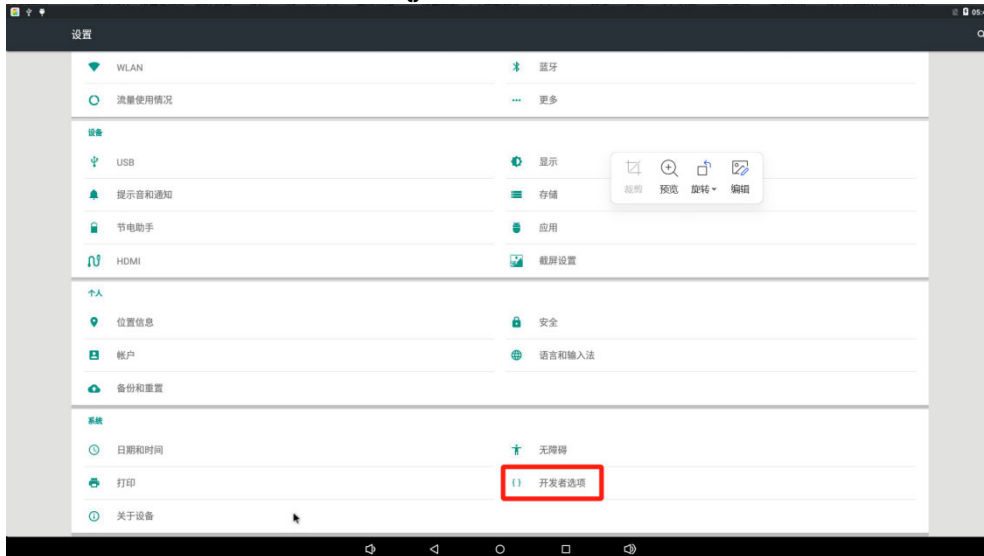 05:4
设置
WLAN
蓝牙
流量使用情况
更多
设备
USB
显示
提示音和通知
存储
节电助手
应用
HDMI
截屏设置
裁剪 预览 旋转 编辑
个人
位置信息
安全
帐户
语言和输入法
备份和重置
系统
日期和时间
无障碍
打印
开发者选项
关于设备